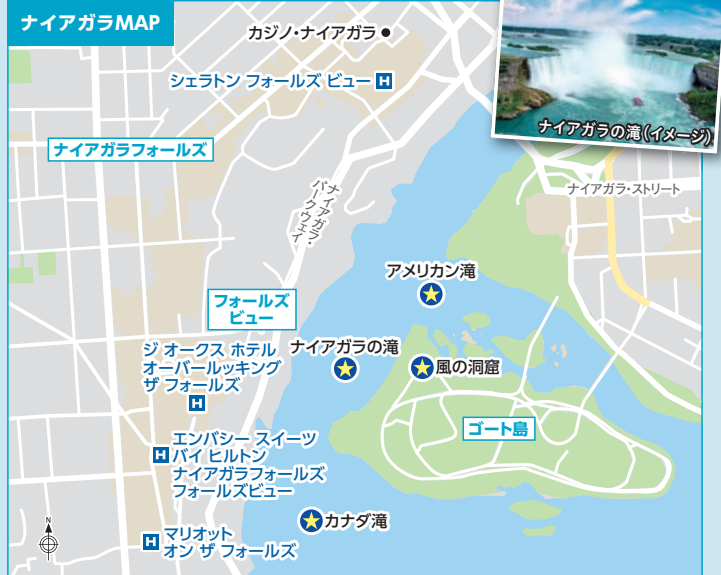 ナイアガラMAP
カジノ・ナイアガラ
シェラトン フォールズ ビュー H
ナイアガラの滝(イメージ)
ナイアガラフォールズ
ナイアガラ・
パークウェイ
ナイアガラ・ストリート
アメリカン滝
フォールズ
ビュー
ナイアガラの滝
風の洞窟
ジ オークス ホテル
オーバールッキング
ザ フォールズ
H
ゴート島
H エンバシー スイーツ
バイ ヒルトン
ナイアガラフォールズ
フォールズビュー
カナダ滝
H マリオット
オン ザ フォールズ
N